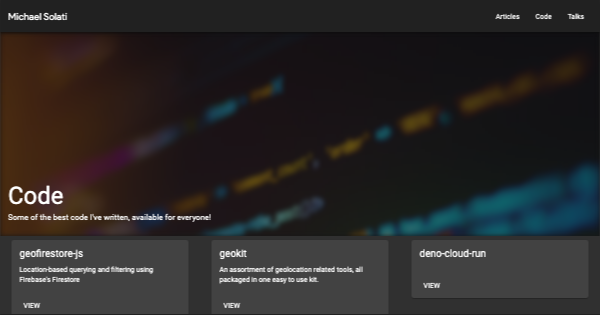 Michael Solati
Articles Code Talks
Code
Some of the best code I've written, available for everyone!
geofirestore-js
Location-based querying and filtering using
Firebase's Firestore
VIEW
geokit
An assortment of geolocation related tools, all
packaged in one easy to use kit.
VIEW
deno-cloud-run
VIEW